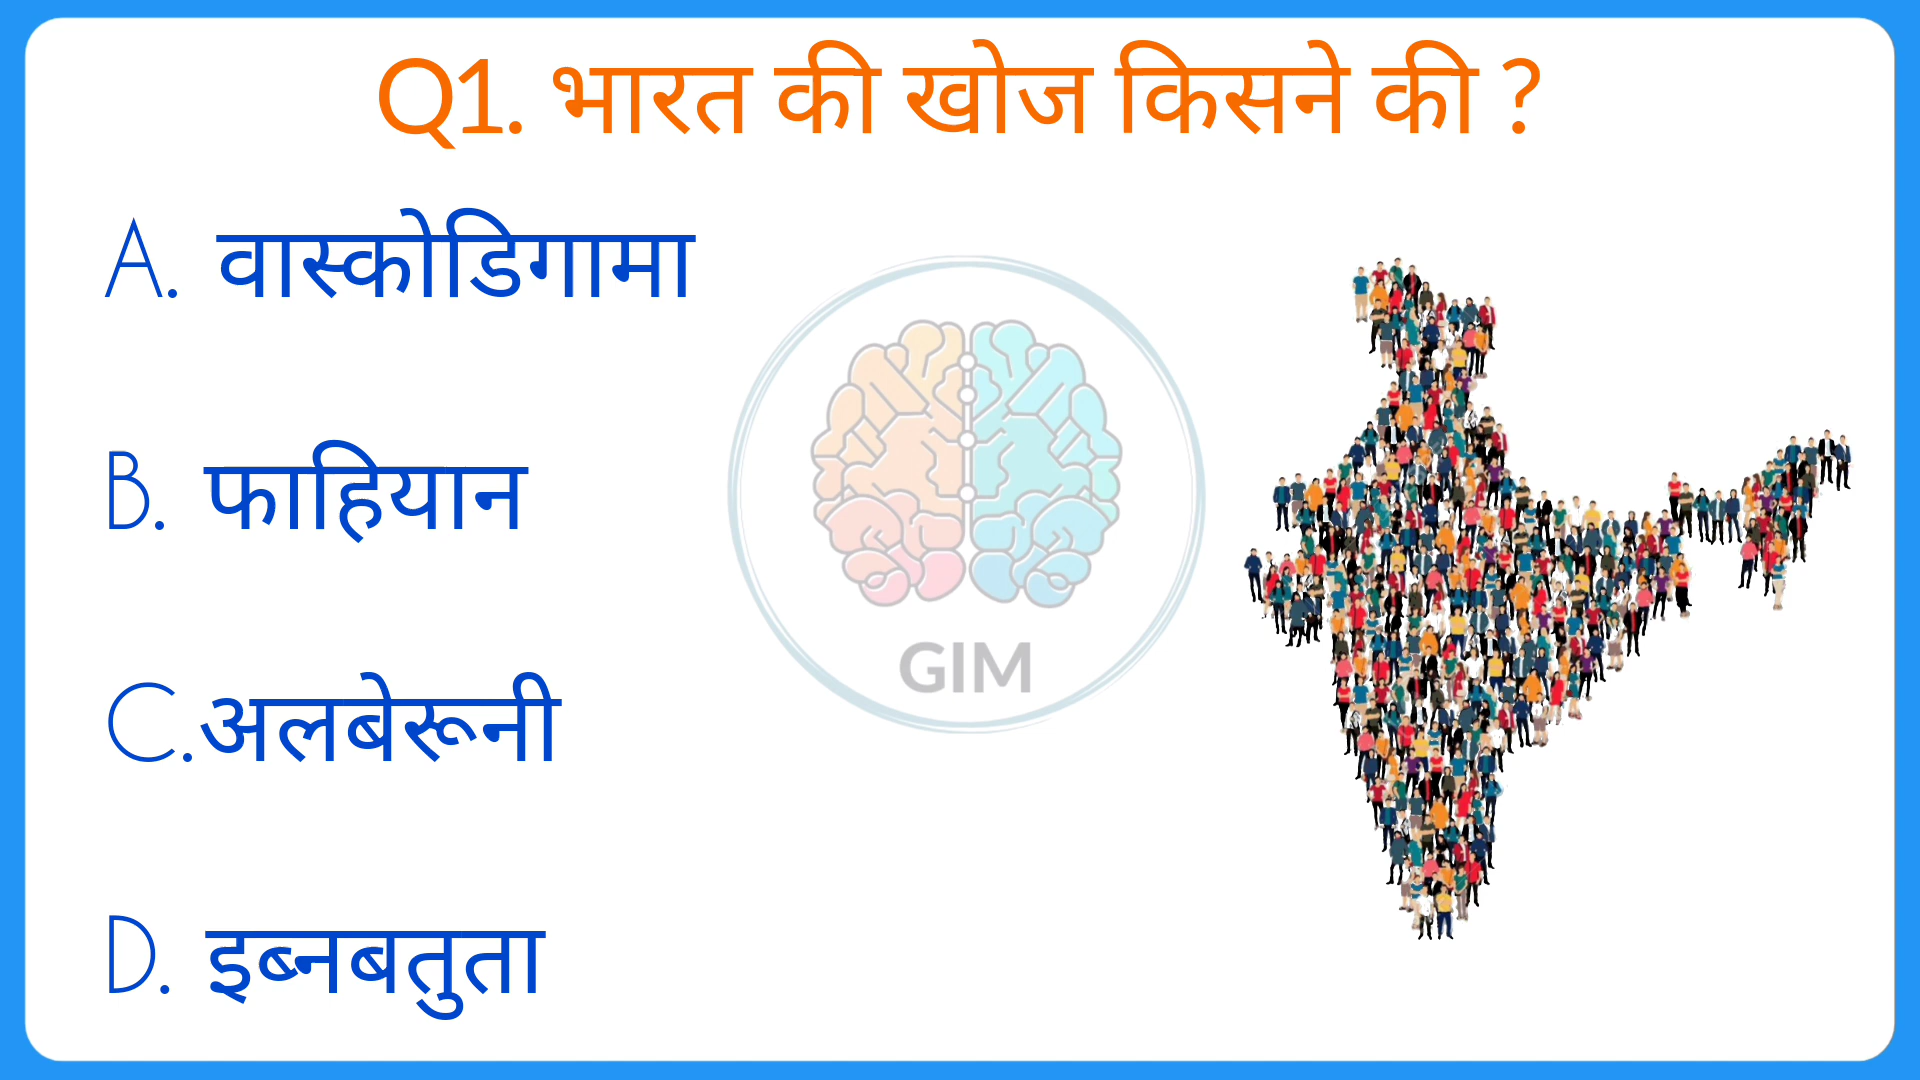 Q1. भारत की खोज किसने की ?
A. वास्कोडिगामा
B. फाहियान
C.अलबेरूनी
D. इब्नबतुता
GIM